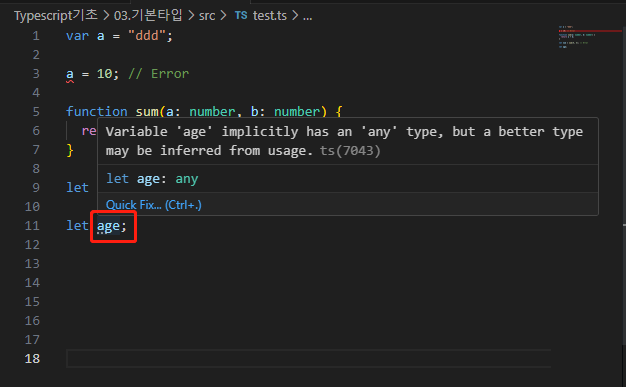 Typescript기초 > 03.기본타입 > src > TS test.ts > ...
1 var a = "ddd";
2
3 a = 10; // Error
4
5 function sum(a: number, b: number) {
6 re
Variable 'age' implicitly has an 'any' type, but a better type
may be inferred from usage. ts(7043)
7 }
8
let age: any
9 let
Quick Fix... (Ctrl+.)
10
11 let age;
12
13
14
15
16
17
18